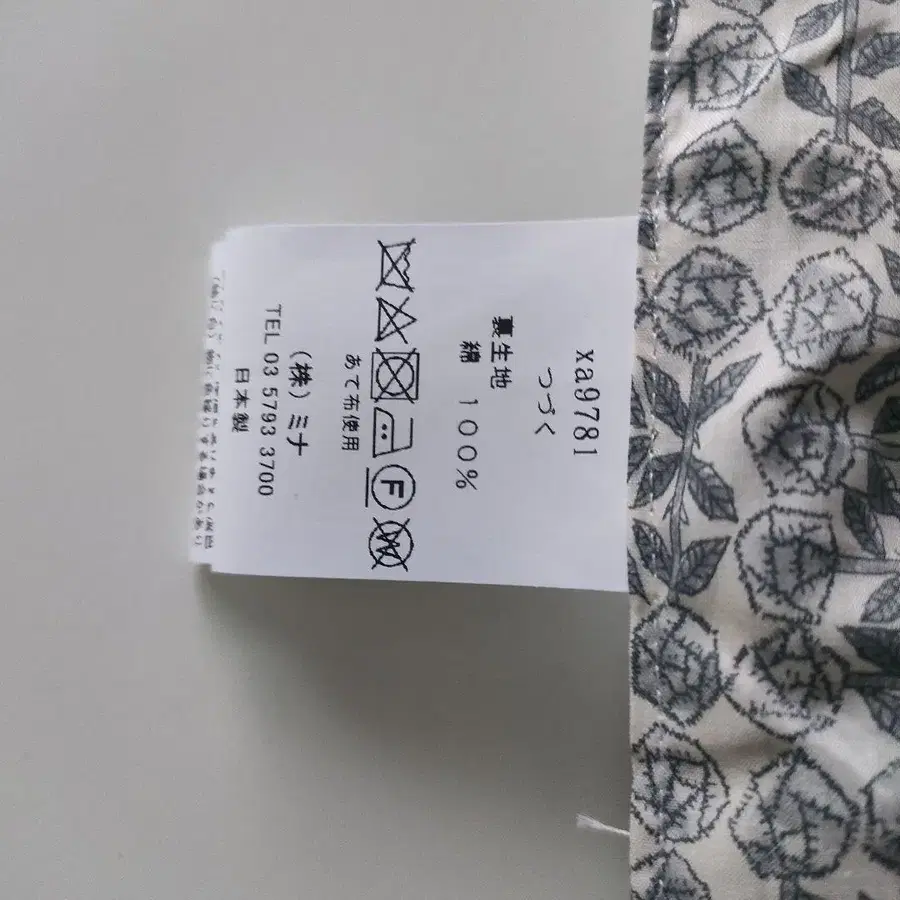 xa9781
つづく
裏生地
綿 100%
F
W
あて布使用
(株)ミナ
TEL 03 5793 3700
日本製